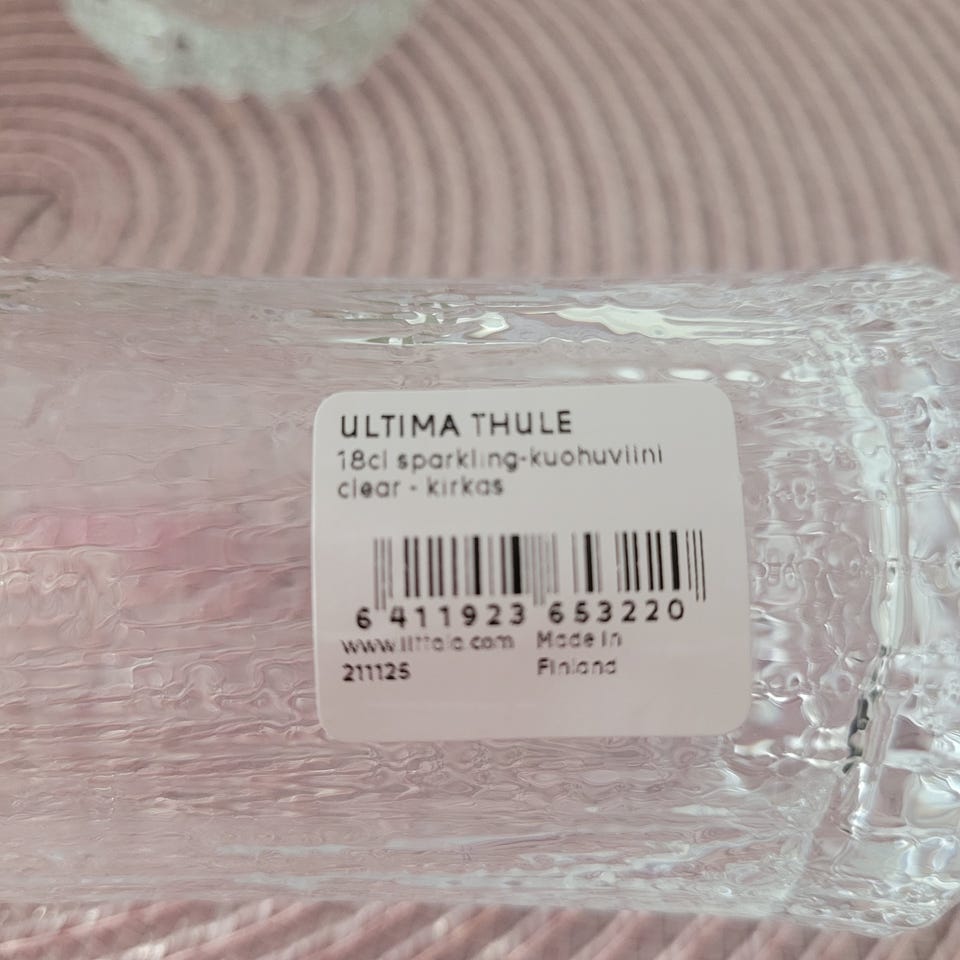 ULTIMA THULE
18cl sparkling-kuohuviini
clear - kirkas
6 411923 653220
www.iittala.com Made in
211125 Finland